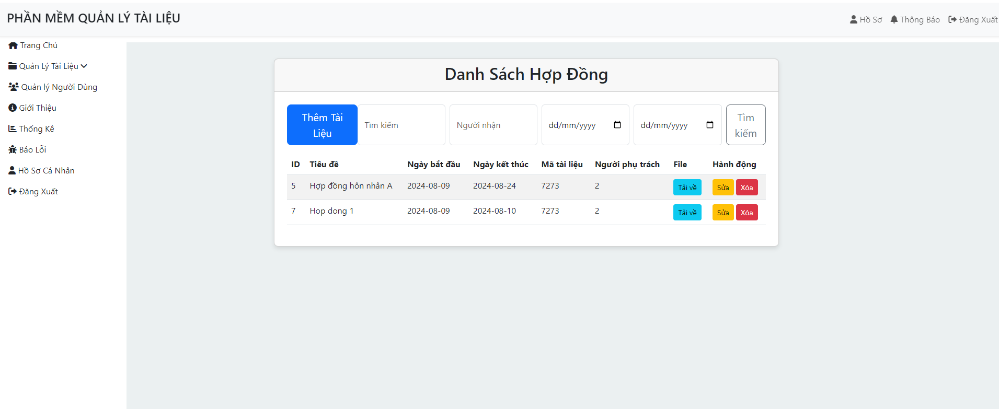 PHẦN MỀM QUẢN LÝ TÀI LIỆU
Hồ Sơ Thông Báo Đăng Xuất
Trang Chủ
Quản Lý Tài Liệu
Quản lý Người Dùng
Giới Thiệu
Thống Kê
Báo Lỗi
Hồ Sơ Cá Nhân
Đăng Xuất
Danh Sách Hợp Đồng
Thêm Tài
Liệu
Tìm kiếm
Người nhận
dd/mm/yyyy
dd/mm/yyyy
Tìm
kiếm
ID Tiêu đề Ngày bắt đầu Ngày kết thúc Mã tài liệu Người phụ trách File Hành động
5 Hợp đồng hôn nhân A 2024-08-09 2024-08-24 7273 2 Tải về Sửa Xóa
7 Hop dong 1 2024-08-09 2024-08-10 7273 2 Tải về Sửa Xóa